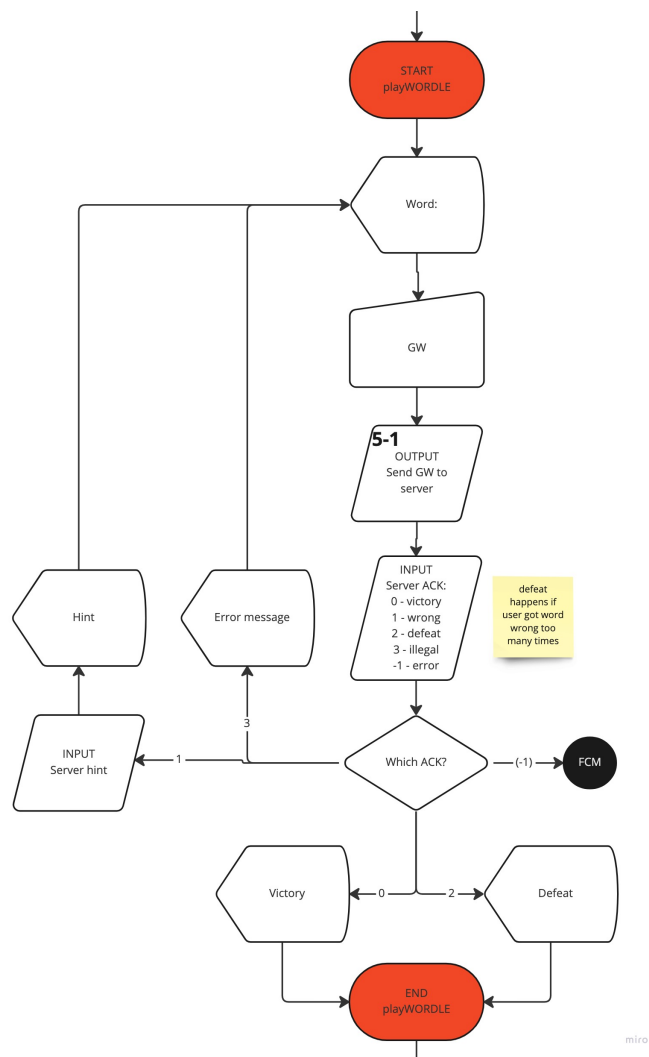 START
playWORDLE
Word:
GW
5-1
OUTPUT
Send GW to
server
INPUT
Server ACK:
0 - victory
1 - wrong
2 - defeat
3 - illegal
-1 - error
defeat
happens if
user got word
wrong too
many times
Hint
Error message
3
INPUT
Server hint
1
Which ACK?
(-1)
FCM
Victory
0
2
Defeat
END
playWORDLE
miro